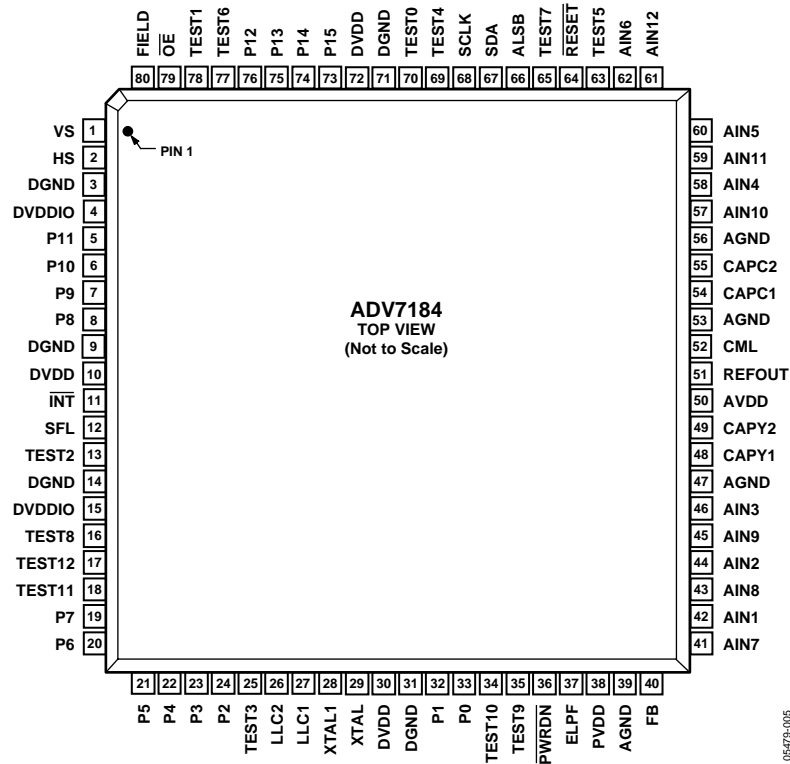 FIELD
OE
TEST1
TEST6
P12
P13
P14
P15
DVDD
DGND
TEST0
TEST4
SCLK
SDA
ALSB
TEST7
RESET
TEST5
AIN6
AIN12
80 79 78 77 76 75 74 73 72 71 70 69 68 67 66 65 64 63 62 61
VS 1
HS 2
DGND 3
DVDDIO 4
P11 5
P10 6
P9 7
P8 8
DGND 9
DVDD 10
INT 11
SFL 12
TEST2 13
DGND 14
DVDDIO 15
TEST8 16
TEST12 17
TEST11 18
P7 19
P6 20
PIN 1
ADV7184
TOP VIEW
(Not to Scale)
60 AIN5
59 AIN11
58 AIN4
57 AIN10
56 AGND
55 CAPC2
54 CAPC1
53 AGND
52 CML
51 REFOUT
50 AVDD
49 CAPY2
48 CAPY1
47 AGND
46 AIN3
45 AIN9
44 AIN2
43 AIN8
42 AIN1
41 AIN7
21 22 23 24 25 26 27 28 29 30 31 32 33 34 35 36 37 38 39 40
P5
P4
P3
P2
TEST3
LLC2
LLC1
XTAL1
XTAL
DVDD
DGND
P1
P0
TEST10
TEST9
PWRDN
ELPF
PVDD
AGND
FB
05479-005